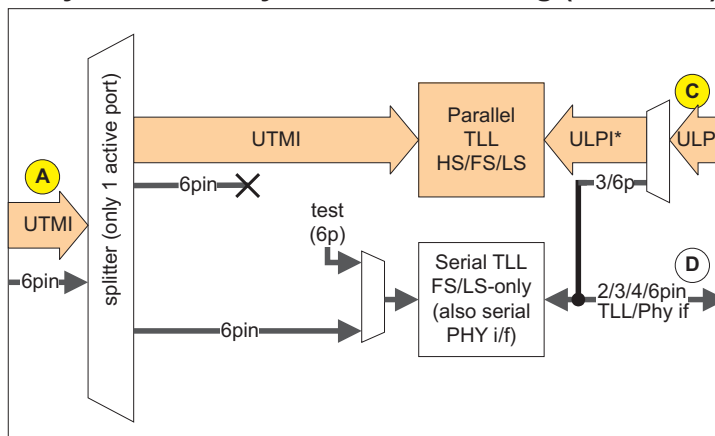 A
UTMI
6pin
splitter (only 1 active port)
UTMI
6pin
test
(6p)
6pin
Parallel
TLL
HS/FS/LS
Serial TLL
FS/LS-only
(also serial
PHY i/f)
ULPI*
3/6p
C
ULP
D
2/3/4/6pin
TLL/Phy if